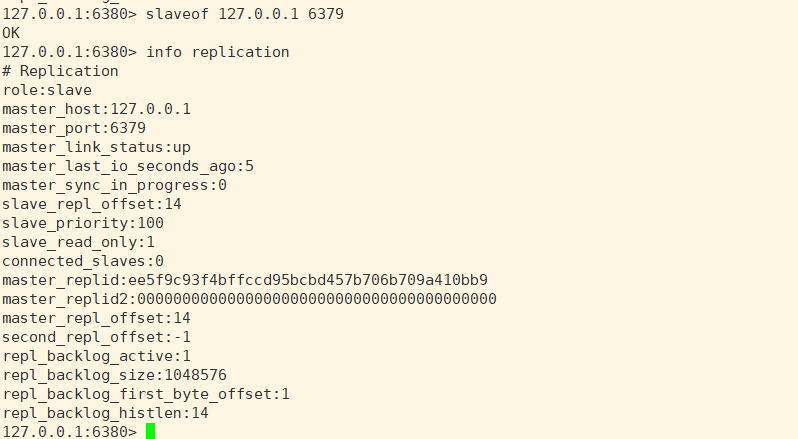 127.0.0.1:6380> slaveof 127.0.0.1 6379
OK
127.0.0.1:6380> info replication
# Replication
role:slave
master_host:127.0.0.1
master_port:6379
master_link_status:up
master_last_io_seconds_ago:5
master_sync_in_progress:0
slave_repl_offset:14
slave_priority:100
slave_read_only:1
connected_slaves:0
master_replid:ee5f9c93f4bffccd95bcbd457b706b709a410bb9
master_replid2:0000000000000000000000000000000000000000
master_repl_offset:14
second_repl_offset:-1
repl_backlog_active:1
repl_backlog_size:1048576
repl_backlog_first_byte_offset:1
repl_backlog_histlen:14
127.0.0.1:6380>